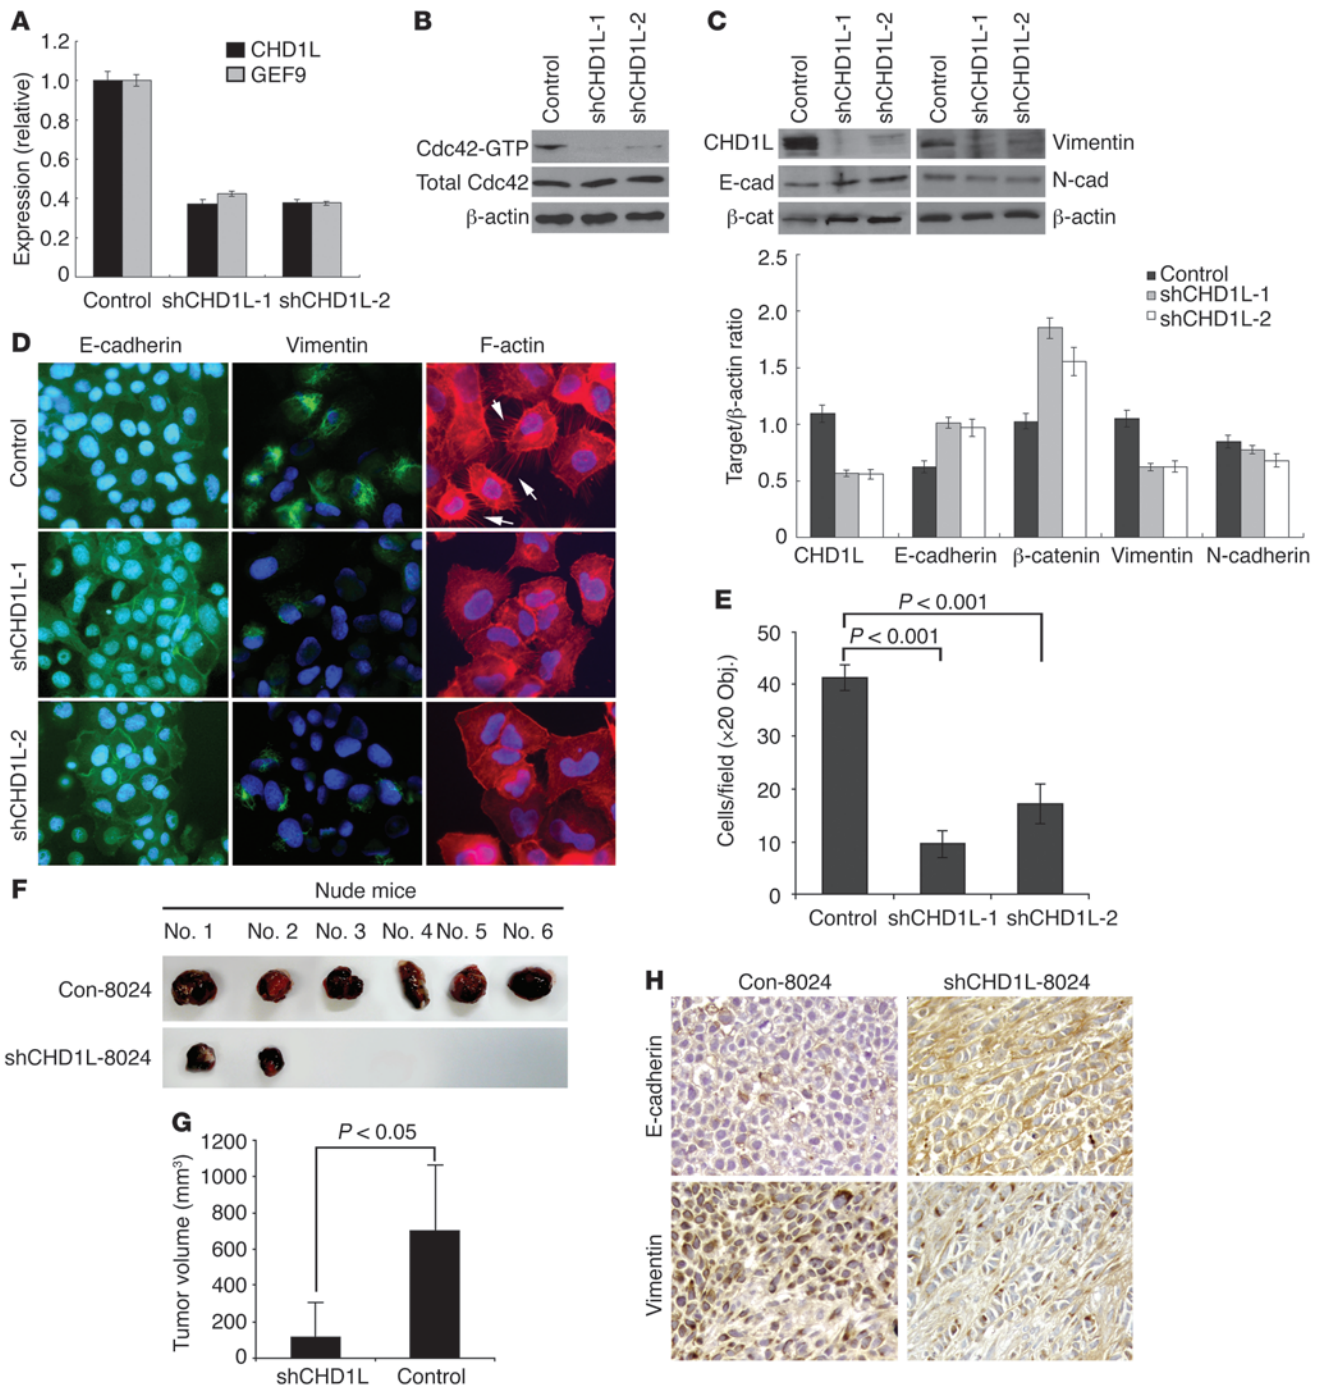 A
1.2
1.0
0.8
0.6
0.4
0.2
0
Expression (relative)
CHD1L
GEF9
Control shCHD1L-1 shCHD1L-2
B
Control
shCHD1L-1
shCHD1L-2
Cdc42-GTP
Total Cdc42
β-actin
C
Control
shCHD1L-1
shCHD1L-2
Control
shCHD1L-1
shCHD1L-2
CHD1L
Vimentin
E-cad
N-cad
β-cat
β-actin
2.5
2.0
1.5
1.0
0.5
0
Target/β-actin ratio
Control
shCHD1L-1
shCHD1L-2
CHD1L E-cadherin β-catenin Vimentin N-cadherin
D
E-cadherin Vimentin F-actin
Control
shCHD1L-1
shCHD1L-2
E
P < 0.001
P < 0.001
50
40
30
20
10
0
Cells/field (×20 Obj.)
Control shCHD1L-1 shCHD1L-2
F
Nude mice
No. 1 No. 2 No. 3 No. 4 No. 5 No. 6
Con-8024
shCHD1L-8024
G
P < 0.05
1200
1000
800
600
400
200
0
Tumor volume (mm³)
shCHD1L Control
H
Con-8024 shCHD1L-8024
E-cadherin
Vimentin